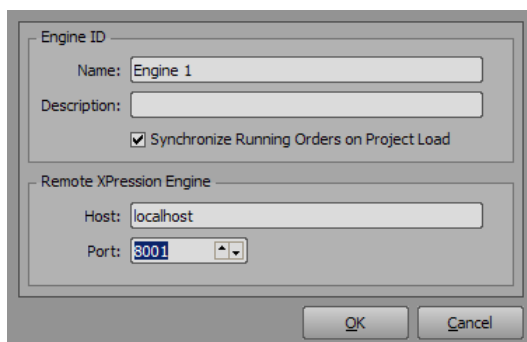 Engine ID
Name: Engine 1
Description:
Synchronize Running Orders on Project Load
Remote XPression Engine
Host: localhost
Port: 8001
OK Cancel